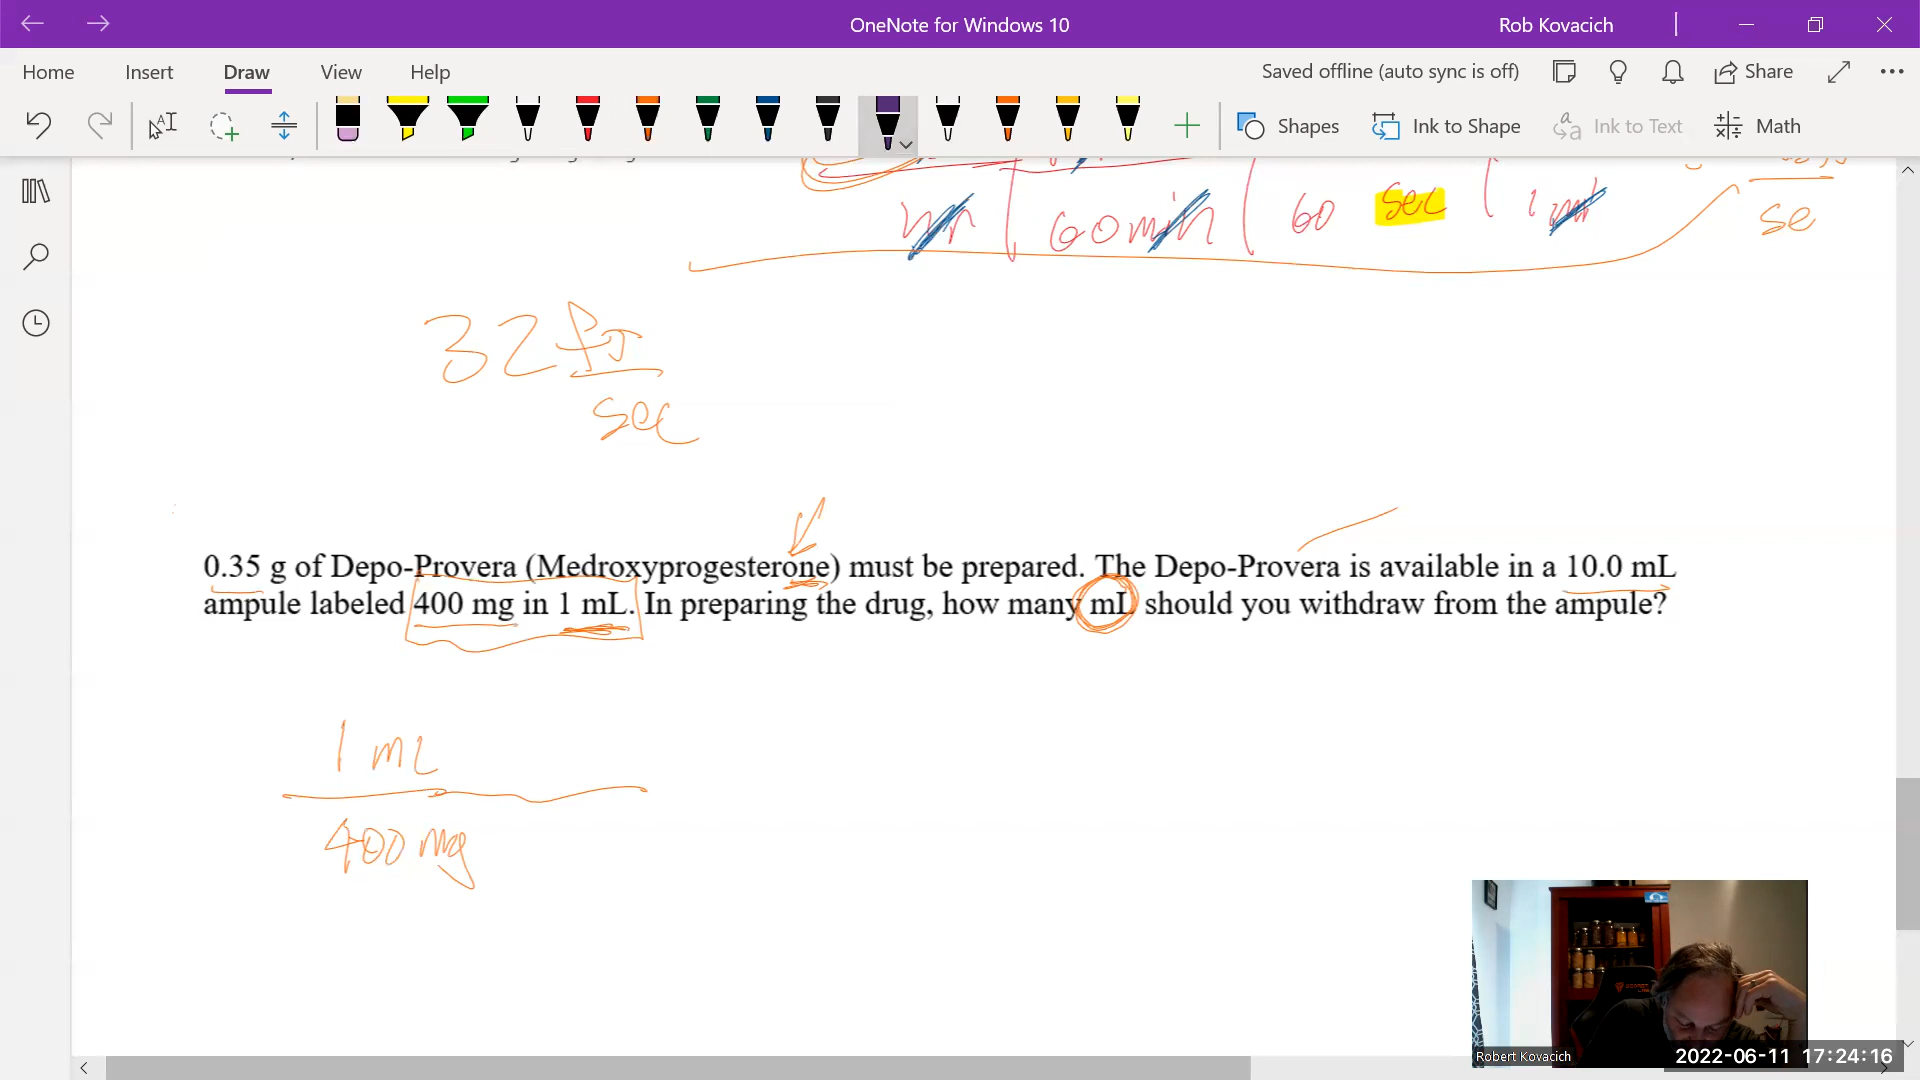 OneNote for Windows 10
Rob Kovacich
Home Insert Draw View Help
Saved offline (auto sync is off) Share
Shapes Ink to Shape Ink to Text Math
60 min 60 sec 1
se
32
sec
0.35 g of Depo-Provera (Medroxyprogesterone) must be prepared. The Depo-Provera is available in a 10.0 mL
ampule labeled 400 mg in 1 mL. In preparing the drug, how many mL should you withdraw from the ampule?
1 mL
400 mg
Robert Kovacich
2022-06-11 17:24:16